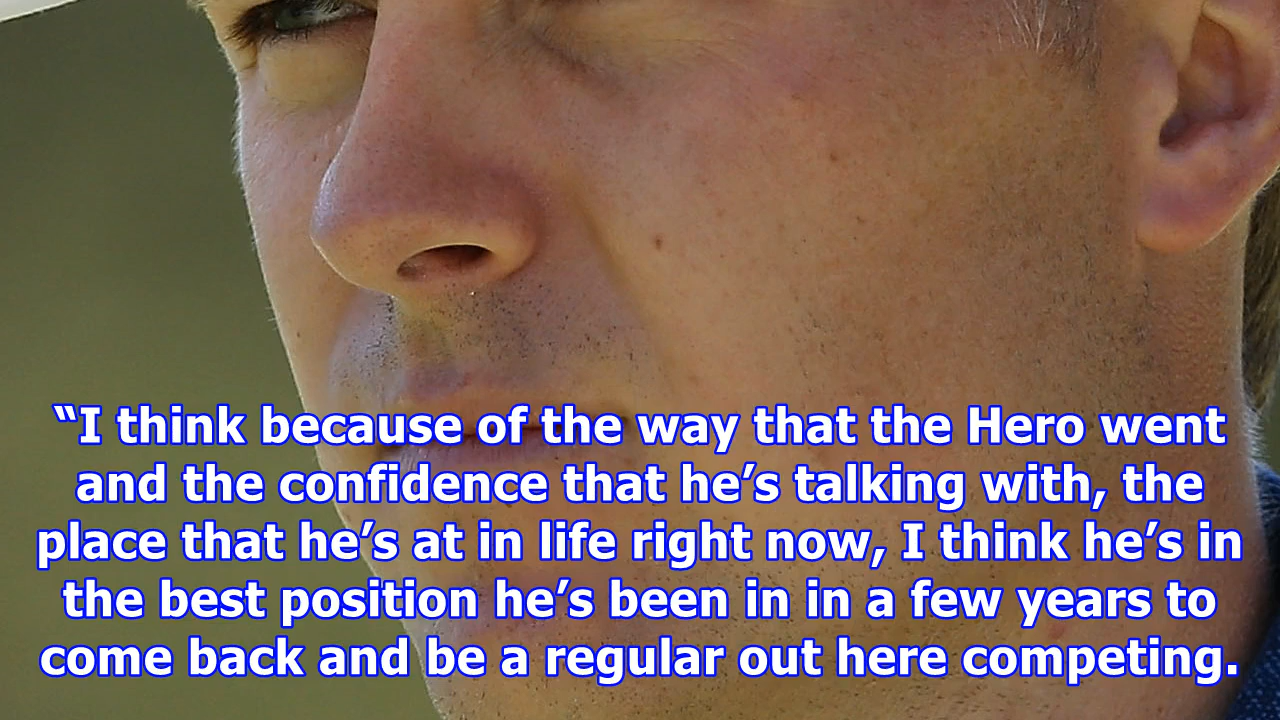 “I think because of the way that the Hero went
and the confidence that he’s talking with, the
place that he’s at in life right now, I think he’s in
the best position he’s been in in a few years to
come back and be a regular out here competing.